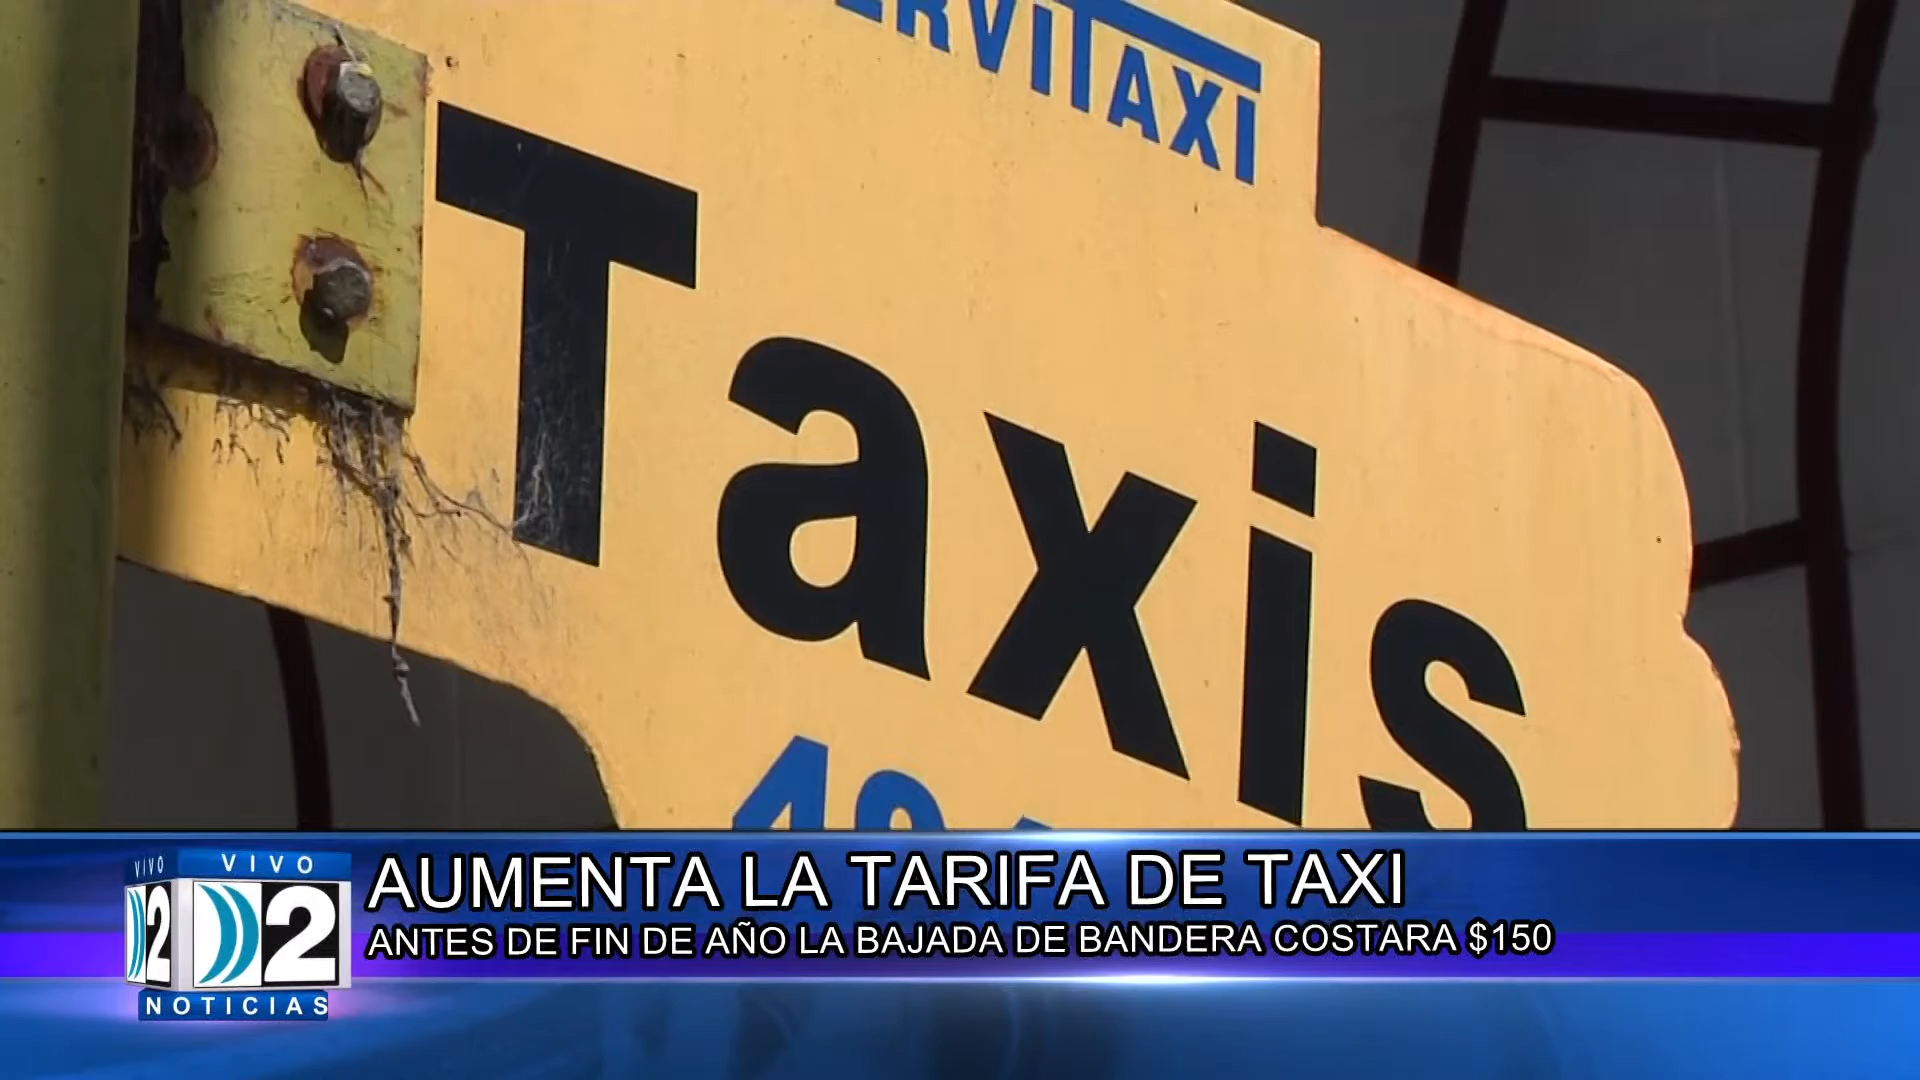 ERVITAXI
Taxis
VIVO
VIVO
2
2
NOTICIAS
AUMENTA LA TARIFA DE TAXI
ANTES DE FIN DE AÑO LA BAJADA DE BANDERA COSTARA $150